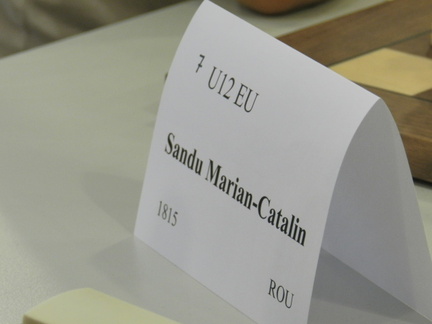 7 U12 EU
Sandu Marian-Catalin
1815
ROU